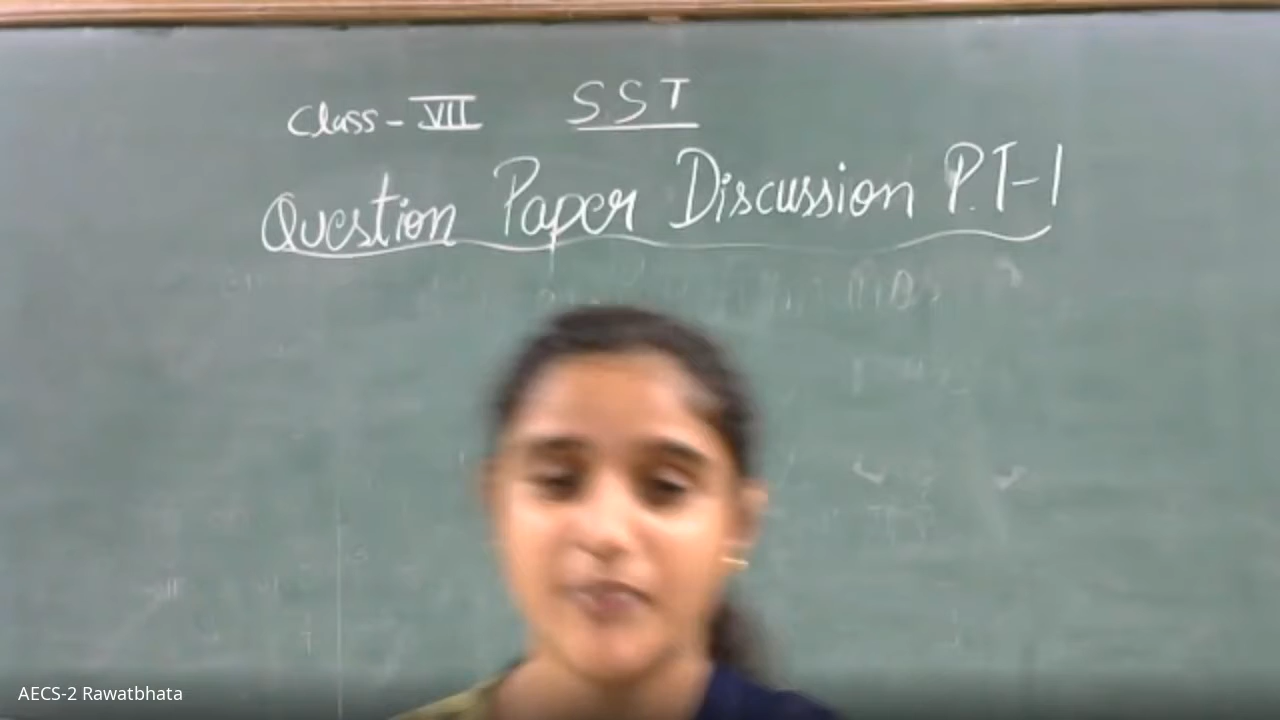 Class - VII SST
Question Paper Discussion P.T-1
AECS-2 Rawatbhata